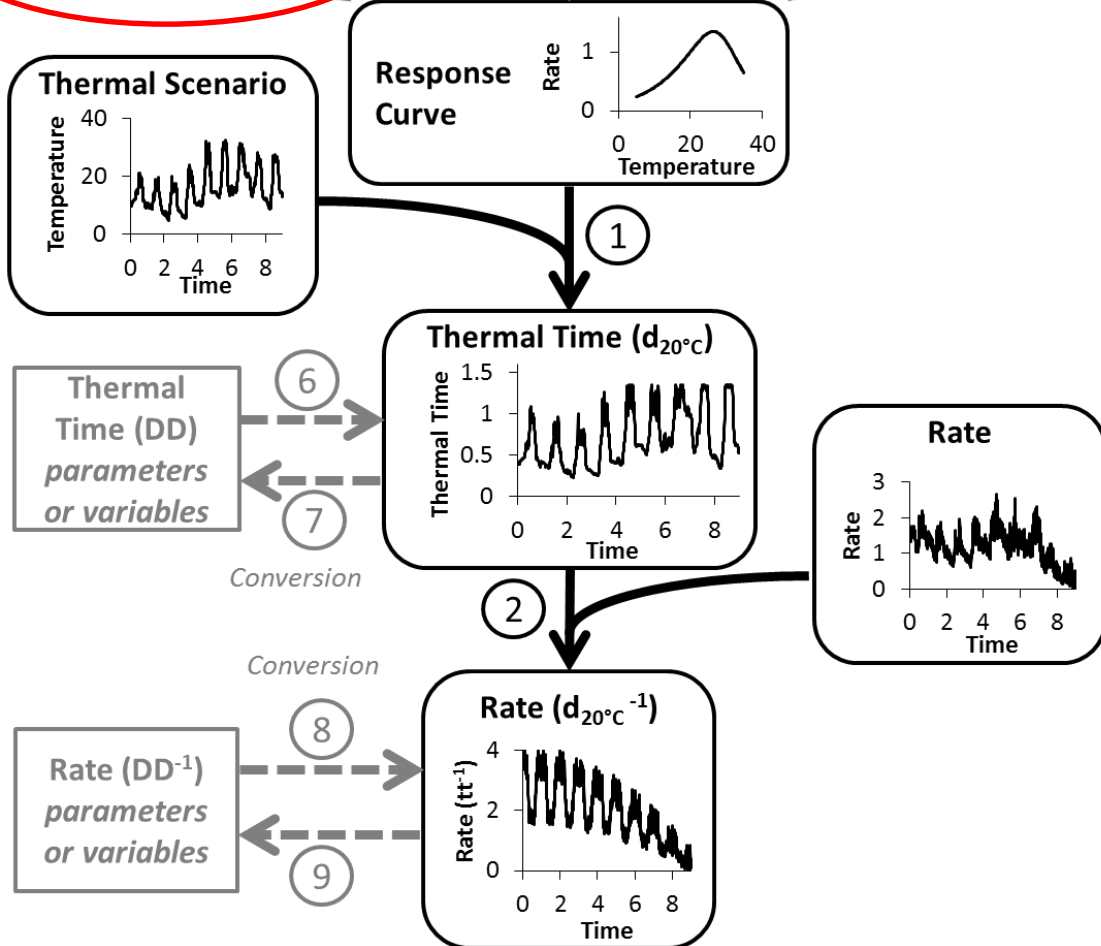 Response
Curve
Rate
1
0
0 20 40
Temperature
Thermal Scenario
Temperature
40
20
0
0 2 4 6 8
Time
1
Thermal Time (d20°C)
Thermal Time
1.5
1
0.5
0
0 2 4 6 8
Time
Thermal
Time (DD)
parameters
or variables
6
7
Conversion
Rate
Rate
3
2
1
0
0 2 4 6 8
Time
2
Conversion
Rate (d20°C -1)
Rate (tt-1)
4
2
0
0 2 4 6 8
Time
8
Rate (DD-1)
parameters
or variables
9